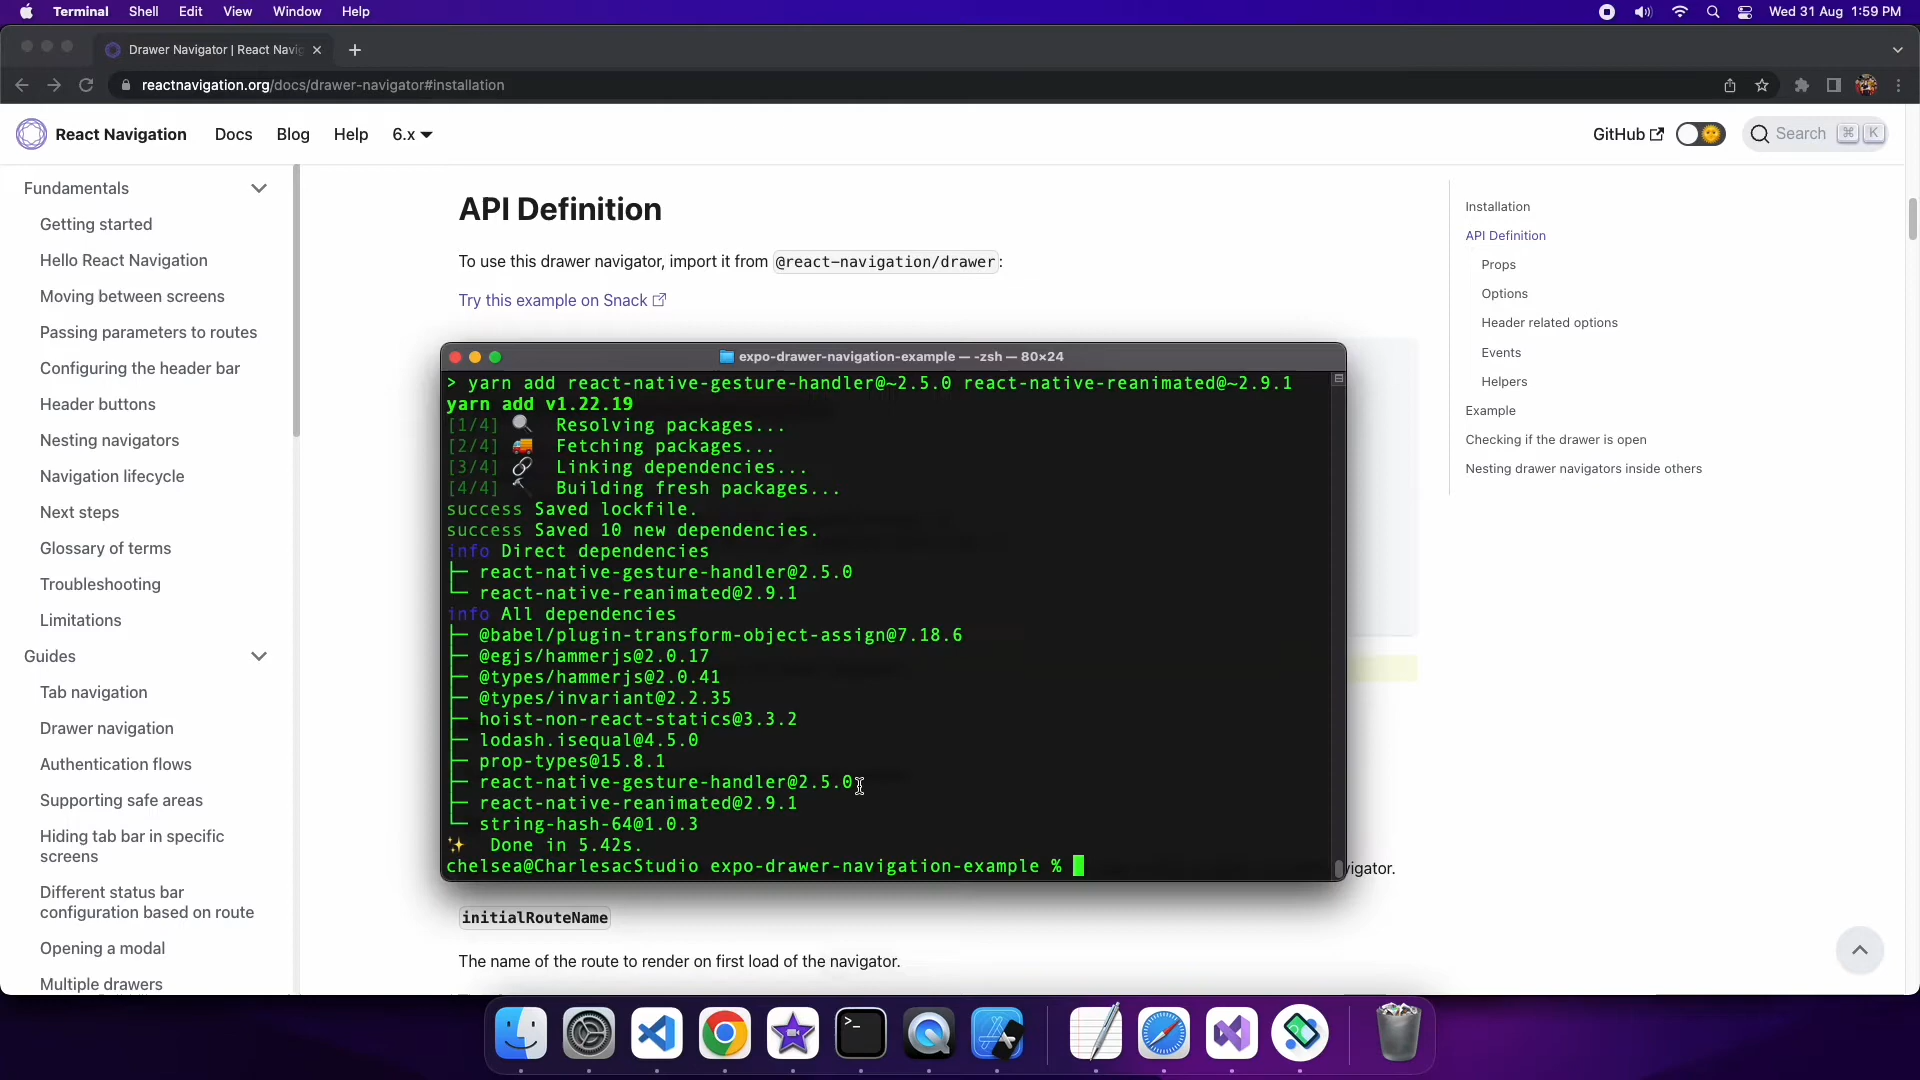 Terminal Shell Edit View Window Help
Wed 31 Aug 1:59 PM
Drawer Navigator | React Navig
reactnavigation.org/docs/drawer-navigator#installation
React Navigation Docs Blog Help 6.x
GitHub Search ⌘ K
Fundamentals
Getting started
Hello React Navigation
Moving between screens
Passing parameters to routes
Configuring the header bar
Header buttons
Nesting navigators
Navigation lifecycle
Next steps
Glossary of terms
Troubleshooting
Limitations
Guides
Tab navigation
Drawer navigation
Authentication flows
Supporting safe areas
Hiding tab bar in specific
screens
Different status bar
configuration based on route
Opening a modal
Multiple drawers
API Definition
To use this drawer navigator, import it from @react-navigation/drawer:
Try this example on Snack
expo-drawer-navigation-example — -zsh — 80×24
> yarn add react-native-gesture-handler@~2.5.0 react-native-reanimated@~2.9.1
yarn add v1.22.19
[1/4] 🔍 Resolving packages...
[2/4] 🚚 Fetching packages...
[3/4] 🔗 Linking dependencies...
[4/4] 🔨 Building fresh packages...
success Saved lockfile.
success Saved 10 new dependencies.
info Direct dependencies
├─ react-native-gesture-handler@2.5.0
└─ react-native-reanimated@2.9.1
info All dependencies
├─ @babel/plugin-transform-object-assign@7.18.6
├─ @egjs/hammerjs@2.0.17
├─ @types/hammerjs@2.0.41
├─ @types/invariant@2.2.35
├─ hoist-non-react-statics@3.3.2
├─ lodash.isequal@4.5.0
├─ prop-types@15.8.1
├─ react-native-gesture-handler@2.5.0
├─ react-native-reanimated@2.9.1
└─ string-hash-64@1.0.3
✨ Done in 5.42s.
chelsea@CharlesacStudio expo-drawer-navigation-example %
vigator.
initialRouteName
The name of the route to render on first load of the navigator.
Installation
API Definition
Props
Options
Header related options
Events
Helpers
Example
Checking if the drawer is open
Nesting drawer navigators inside others